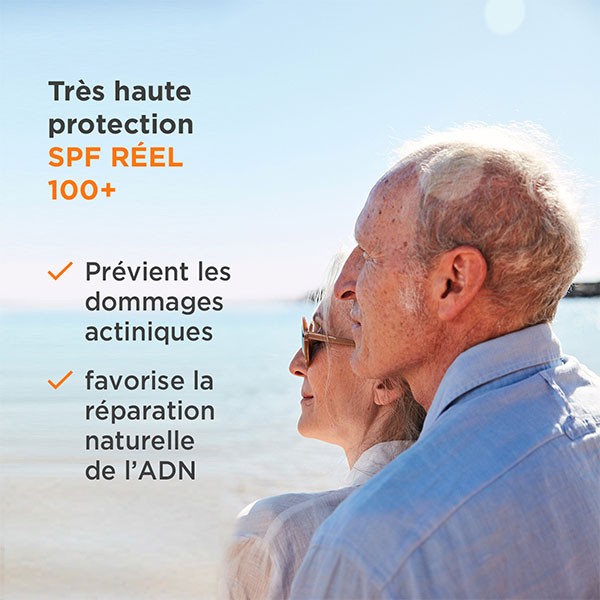 Très haute
protection
SPF RÉEL
100+
Prévient les
dommages
actiniques
favorise la
réparation
naturelle
de l'ADN